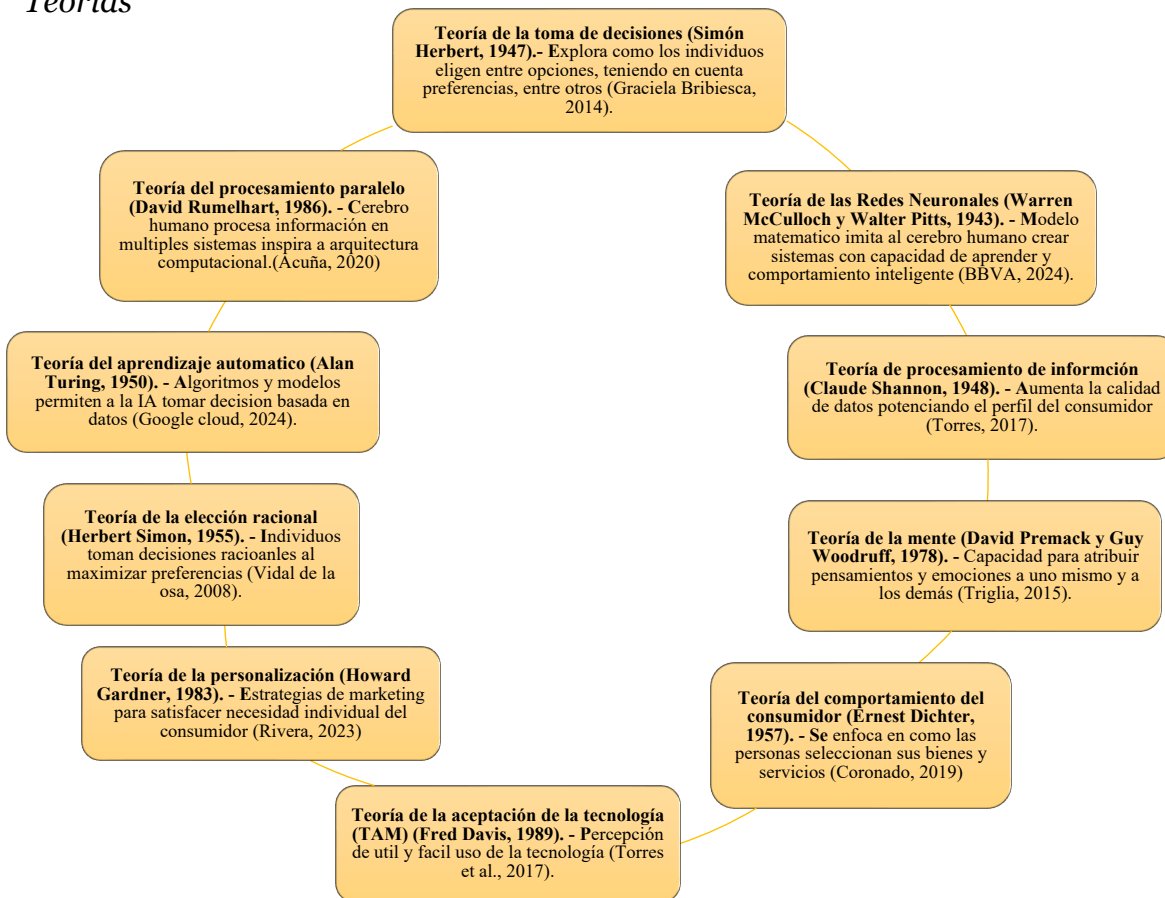 Teorías
Teoría de la toma de decisiones (Simón
Herbert, 1947).- Explora como los individuos
eligen entre opciones, teniendo en cuenta
preferencias, entre otros (Graciela Bribiesca,
2014).
Teoría de las Redes Neuronales (Warren
McCulloch y Walter Pitts, 1943). - Modelo
matematico imita al cerebro humano crear
sistemas con capacidad de aprender y
comportamiento inteligente (BBVA, 2024).
Teoría de procesamiento de informción
(Claude Shannon, 1948). - Aumenta la calidad
de datos potenciando el perfil del consumidor
(Torres, 2017).
Teoría de la mente (David Premack y Guy
Woodruff, 1978). - Capacidad para atribuir
pensamientos y emociones a uno mismo y a
los demás (Triglia, 2015).
Teoría del comportamiento del
consumidor (Ernest Dichter,
1957). - Se enfoca en como las
personas seleccionan sus bienes y
servicios (Coronado, 2019)
Teoría de la aceptación de la tecnología
(TAM) (Fred Davis, 1989). - Percepción
de util y facil uso de la tecnología (Torres
et al., 2017).
Teoría de la personalización (Howard
Gardner, 1983). - Estrategias de marketing
para satisfacer necesidad individual del
consumidor (Rivera, 2023)
Teoría de la elección racional
(Herbert Simon, 1955). - Individuos
toman decisiones racioanles al
maximizar preferencias (Vidal de la
osa, 2008).
Teoría del aprendizaje automatico (Alan
Turing, 1950). - Algoritmos y modelos
permiten a la IA tomar decision basada en
datos (Google cloud, 2024).
Teoría del procesamiento paralelo
(David Rumelhart, 1986). - Cerebro
humano procesa información en
multiples sistemas inspira a arquitectura
computacional.(Acuña, 2020)